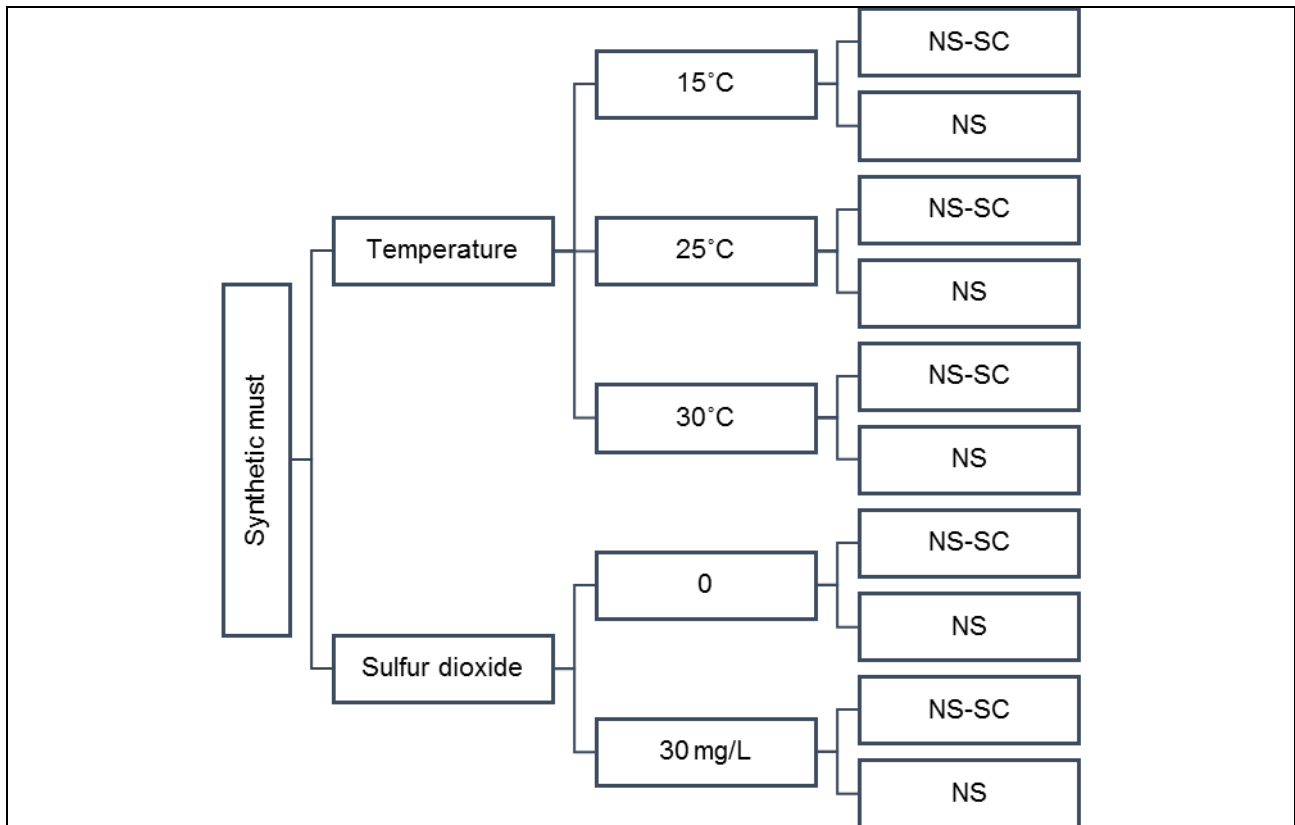 Synthetic must
Temperature
15˚C
NS-SC
NS
25˚C
NS-SC
NS
30˚C
NS-SC
NS
Sulfur dioxide
0
NS-SC
NS
30 mg/L
NS-SC
NS